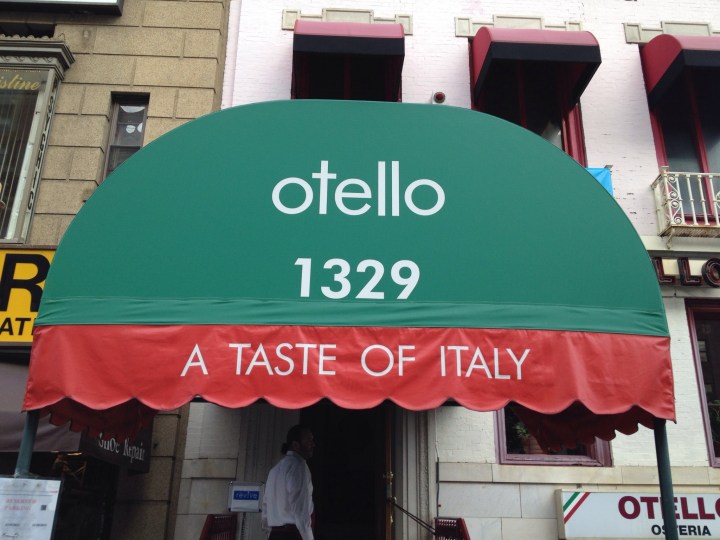 otello
1329
A TASTE OF ITALY
OTELLO
OSTERIA
Shoe Repair